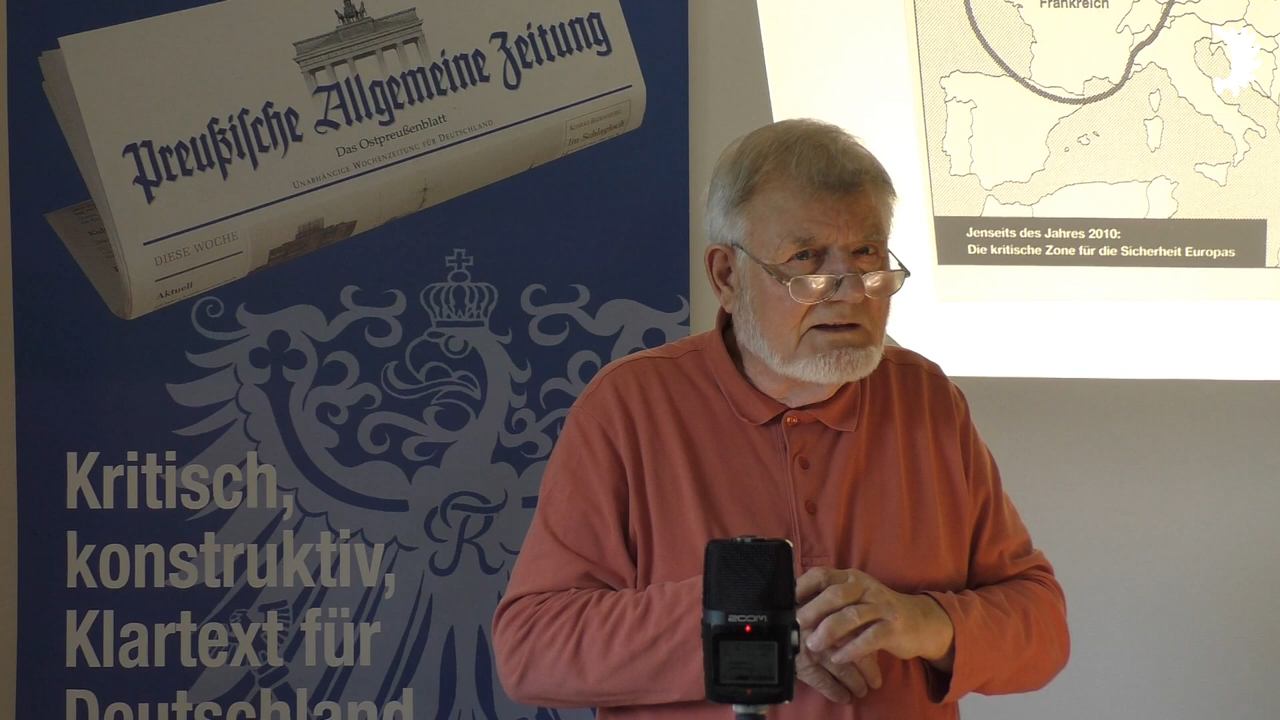 Preußische Allgemeine Zeitung
Das Ostpreußenblatt
Unabhängige Wochenzeitung für Deutschland
DIESE WOCHE
Aktuell
Kritisch,
konstruktiv,
Klartext für
Deutschland
Frankreich
Jenseits des Jahres 2010:
Die kritische Zone für die Sicherheit Europas
ZOOM